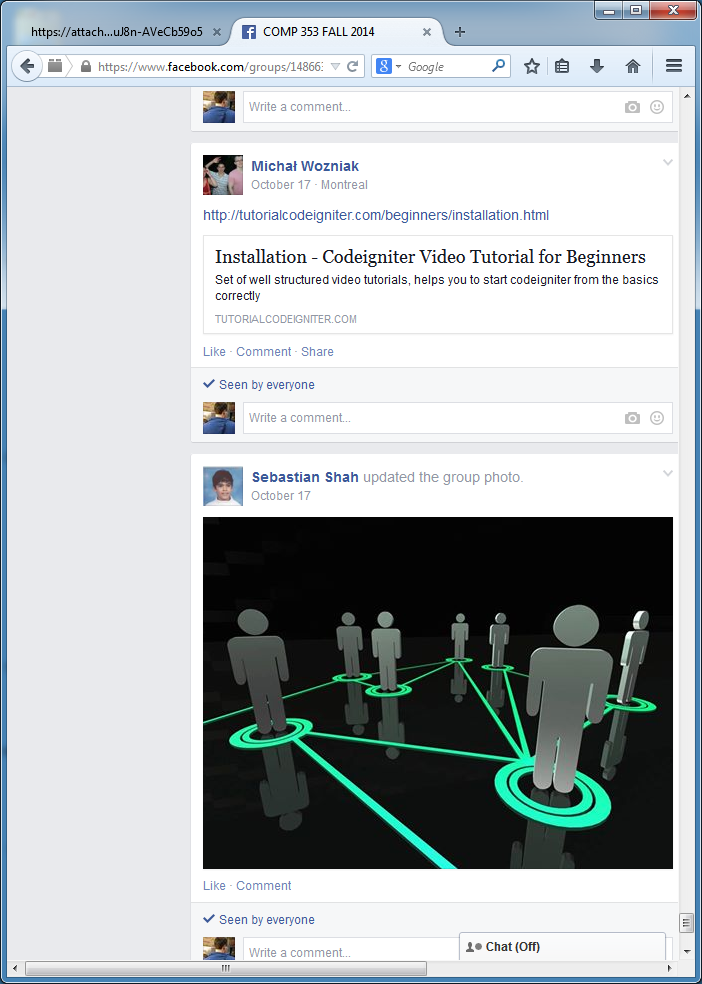 https://attach...uJ8n-AVeCb59o5
COMP 353 FALL 2014
https://www.facebook.com/groups/14866
Google
Write a comment...
Michał Wozniak
October 17 · Montreal
http://tutorialcodeigniter.com/beginners/installation.html
Installation - Codeigniter Video Tutorial for Beginners
Set of well structured video tutorials, helps you to start codeigniter from the basics
correctly
TUTORIALCODEIGNITER.COM
Like · Comment · Share
Seen by everyone
Write a comment...
Sebastian Shah updated the group photo.
October 17
Like · Comment
Seen by everyone
Write a comment...
Chat (Off)